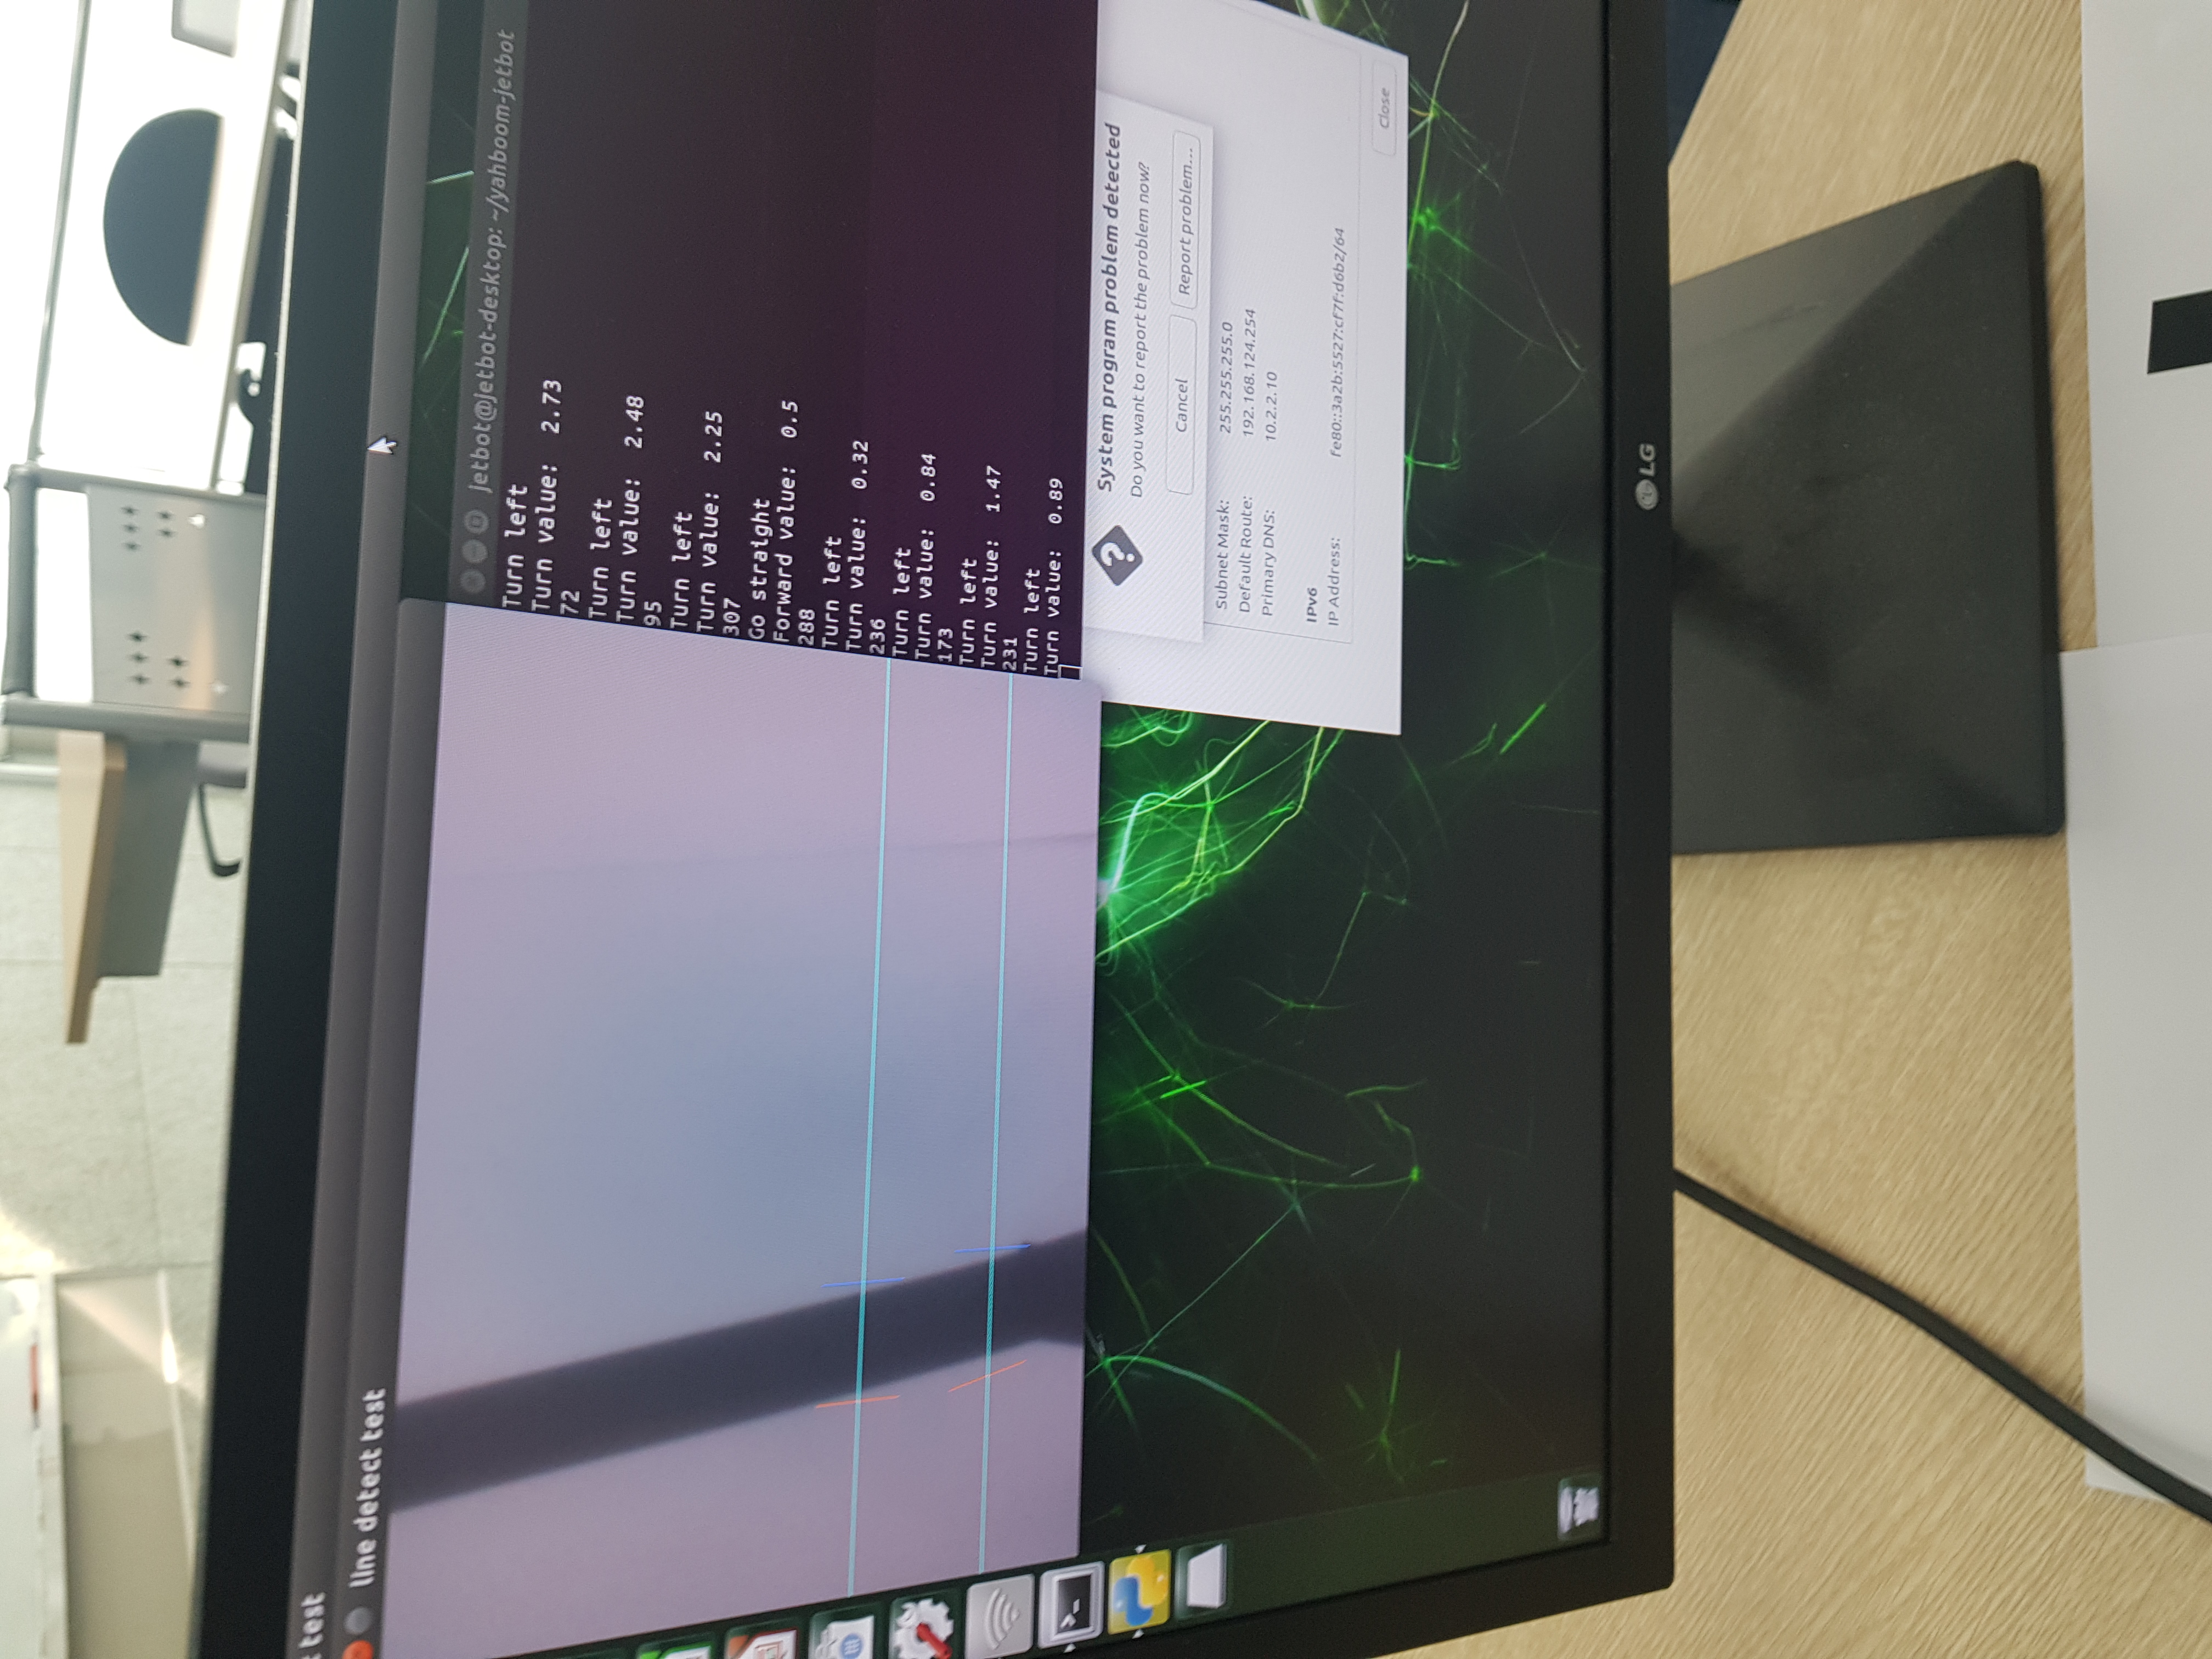 t test
line detect test
jetbot@jetbot-desktop: ~/yahboom-jetbot
Turn left
Turn value:  2.73
72
Turn left
Turn value:  2.48
95
Turn left
Turn value:  2.25
307
Go straight
Forward value:  0.5
288
Turn left
Turn value:  0.32
236
Turn left
Turn value:  0.84
173
Turn left
Turn value:  1.47
231
Turn left
Turn value:  0.89
System program problem detected
Do you want to report the problem now?
Cancel
Report problem...
Subnet Mask: 255.255.255.0
Default Route: 192.168.124.254
Primary DNS: 10.2.2.10
IPv6
IP Address: fe80::3a2b:5527:cf7f:d6b2/64
Close
LG